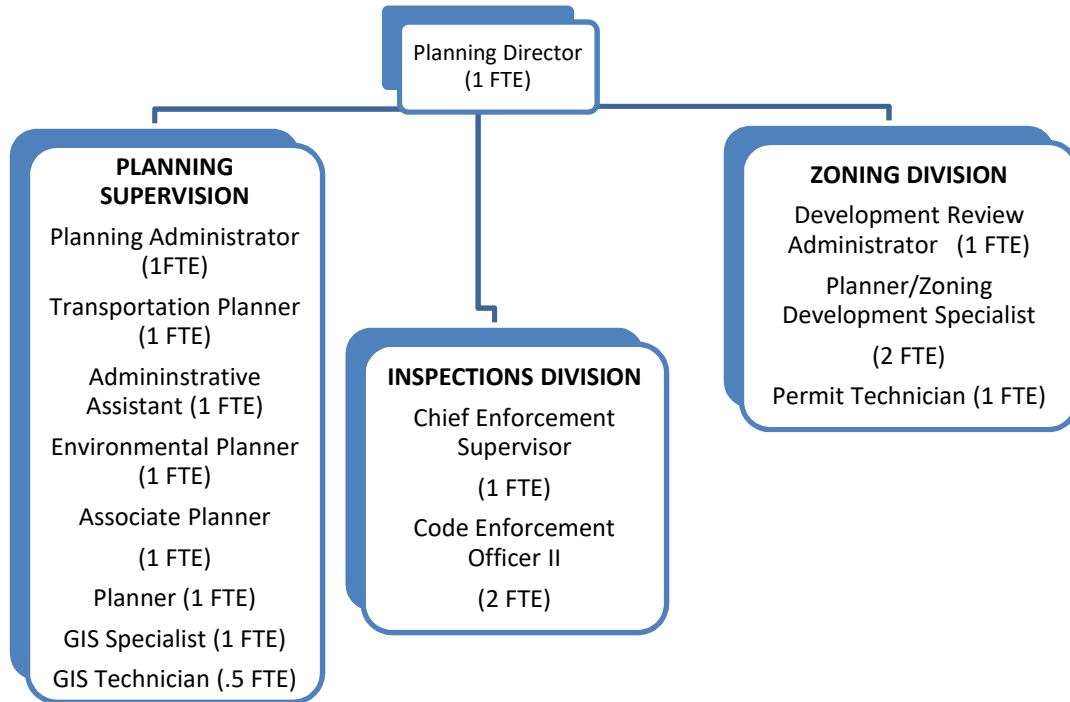 Planning Director
(1 FTE)
PLANNING
SUPERVISION
Planning Administrator
(1FTE)
Transportation Planner
(1 FTE)
Admininstrative
Assistant (1 FTE)
Environmental Planner
(1 FTE)
Associate Planner
(1 FTE)
Planner (1 FTE)
GIS Specialist (1 FTE)
GIS Technician (.5 FTE)
INSPECTIONS DIVISION
Chief Enforcement
Supervisor
(1 FTE)
Code Enforcement
Officer II
(2 FTE)
ZONING DIVISION
Development Review
Administrator (1 FTE)
Planner/Zoning
Development Specialist
(2 FTE)
Permit Technician (1 FTE)